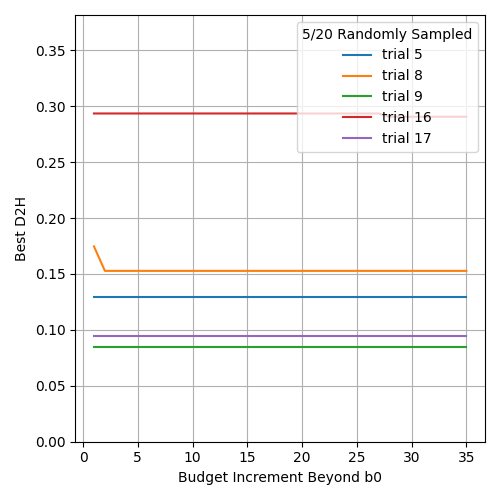 5/20 Randomly Sampled
trial 5
trial 8
trial 9
trial 16
trial 17
Best D2H
0.35
0.30
0.25
0.20
0.15
0.10
0.05
0.00
0 5 10 15 20 25 30 35
Budget Increment Beyond b0